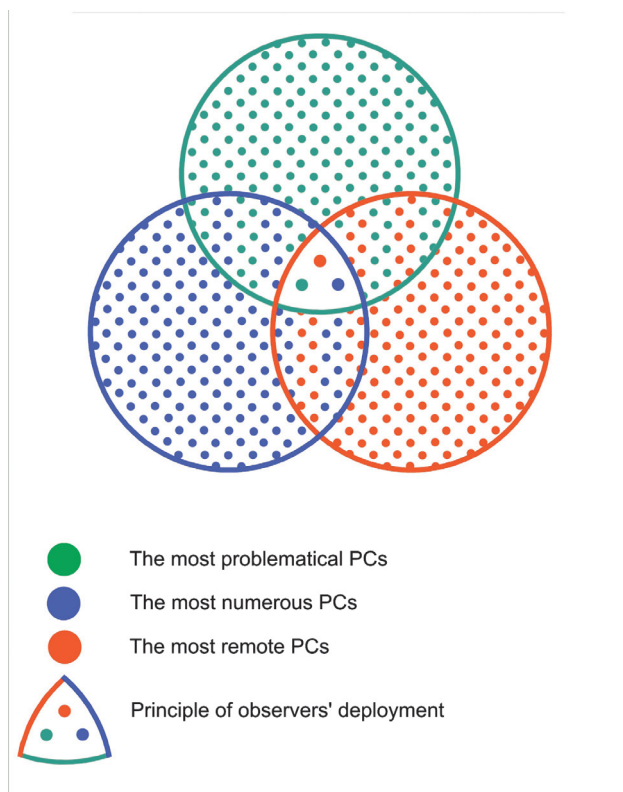 The most problematical PCs
The most numerous PCs
The most remote PCs
Principle of observers' deployment